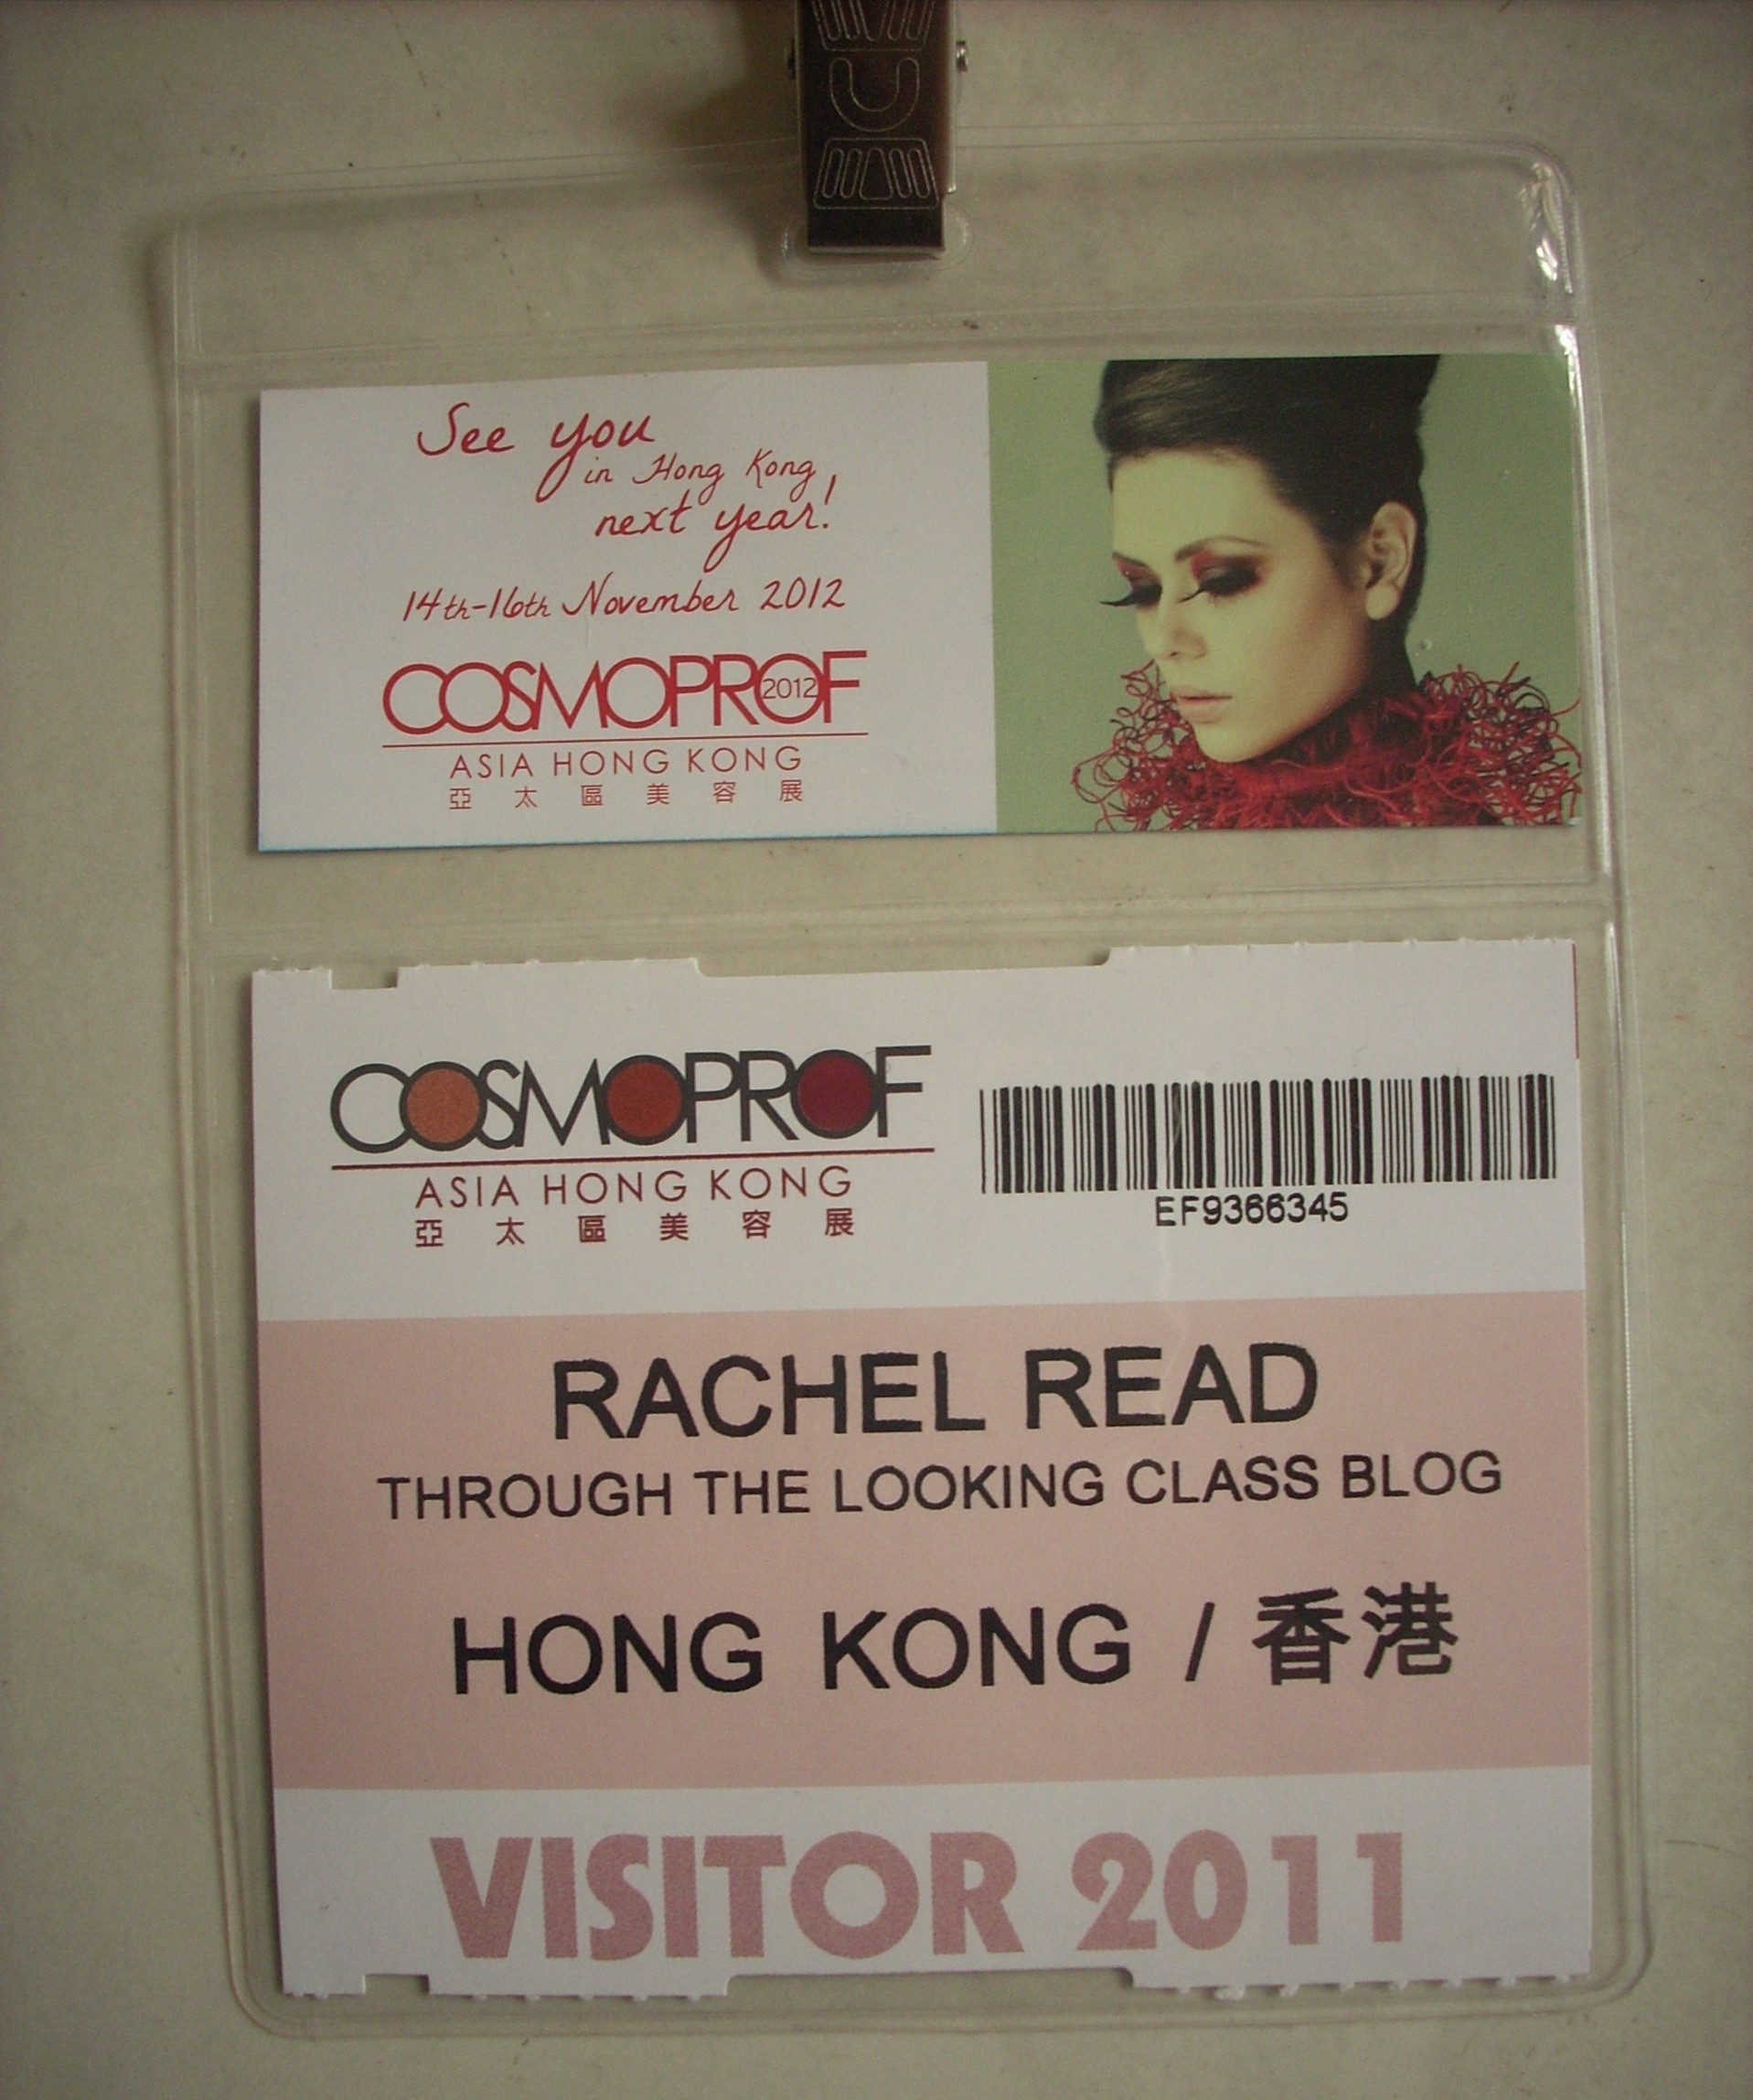 See you
in Hong Kong
next year!
14th-16th November 2012
COSMOPROF
2012
ASIA HONG KONG
亞太區美容展
COSMOPROF
ASIA HONG KONG
亞太區美容展
EF9366345
RACHEL READ
THROUGH THE LOOKING CLASS BLOG
HONG KONG / 香港
VISITOR 2011